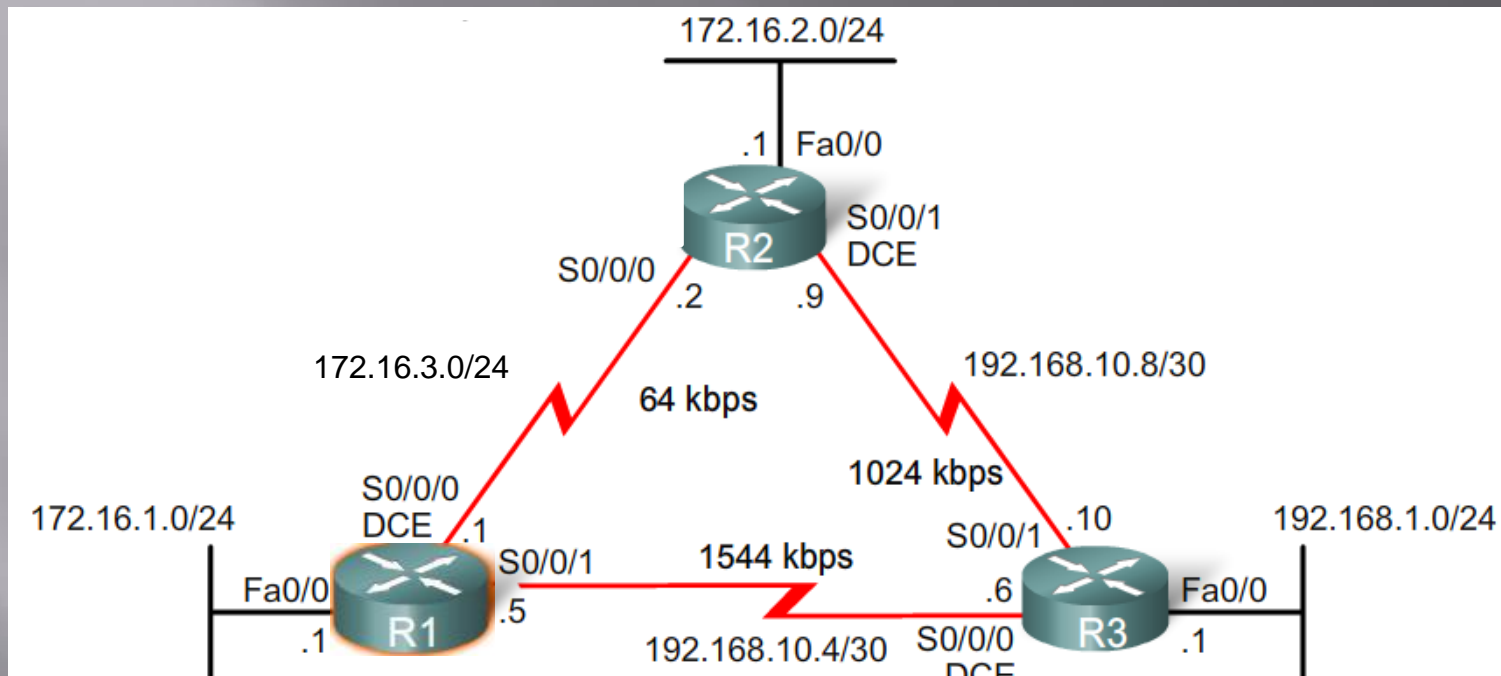 172.16.2.0/24
.1 Fa0/0
R2
S0/0/1
DCE
S0/0/0
.2
.9
172.16.3.0/24
192.168.10.8/30
64 kbps
1024 kbps
S0/0/0
DCE
.1
172.16.1.0/24
.10
192.168.1.0/24
S0/0/1
S0/0/1
1544 kbps
Fa0/0
.1
R1
.5
.6
R3
Fa0/0
.1
192.168.10.4/30
S0/0/0
DCE